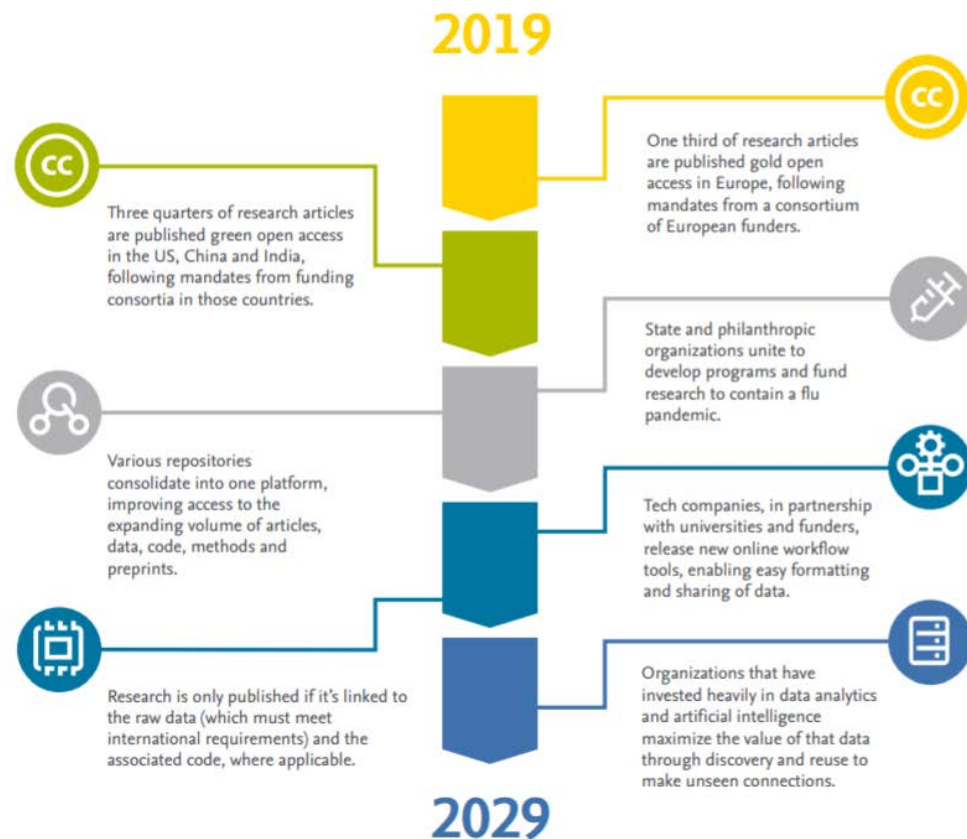 2019
cc
One third of research articles
are published gold open
access in Europe, following
mandates from a consortium
of European funders.
cc
Three quarters of research articles
are published green open access
in the US, China and India,
following mandates from funding
consortia in those countries.
State and philanthropic
organizations unite to
develop programs and fund
research to contain a flu
pandemic.
Various repositories
consolidate into one platform,
improving access to the
expanding volume of articles,
data, code, methods and
preprints.
Tech companies, in partnership
with universities and funders,
release new online workflow
tools, enabling easy formatting
and sharing of data.
Research is only published if it’s linked to
the raw data (which must meet
international requirements) and the
associated code, where applicable.
Organizations that have
invested heavily in data analytics
and artificial intelligence
maximize the value of that data
through discovery and reuse to
make unseen connections.
2029